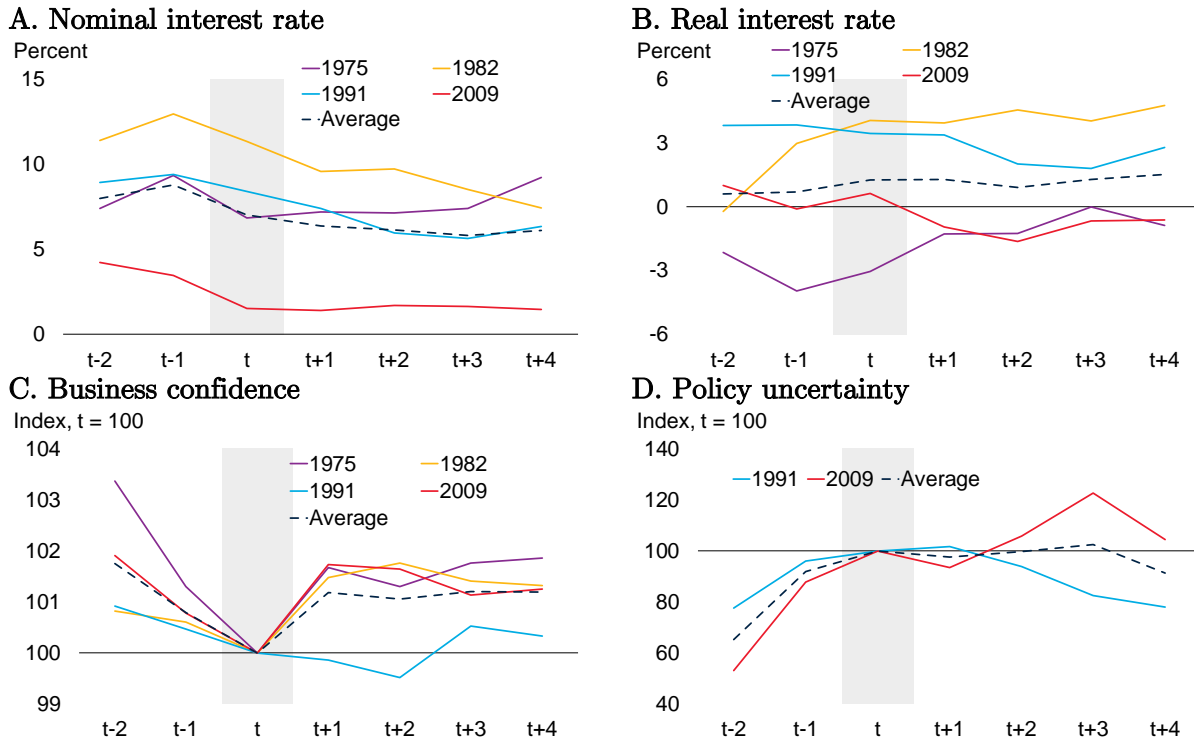 A. Nominal interest rate
Percent
1975 1982
1991 2009
Average
15
10
5
0
t-2 t-1 t t+1 t+2 t+3 t+4
B. Real interest rate
Percent
1975 1982
1991 2009
Average
6
3
0
-3
-6
t-2 t-1 t t+1 t+2 t+3 t+4
C. Business confidence
Index, t = 100
1975 1982
1991 2009
Average
104
103
102
101
100
99
t-2 t-1 t t+1 t+2 t+3 t+4
D. Policy uncertainty
Index, t = 100
1991 2009 Average
140
120
100
80
60
40
t-2 t-1 t t+1 t+2 t+3 t+4